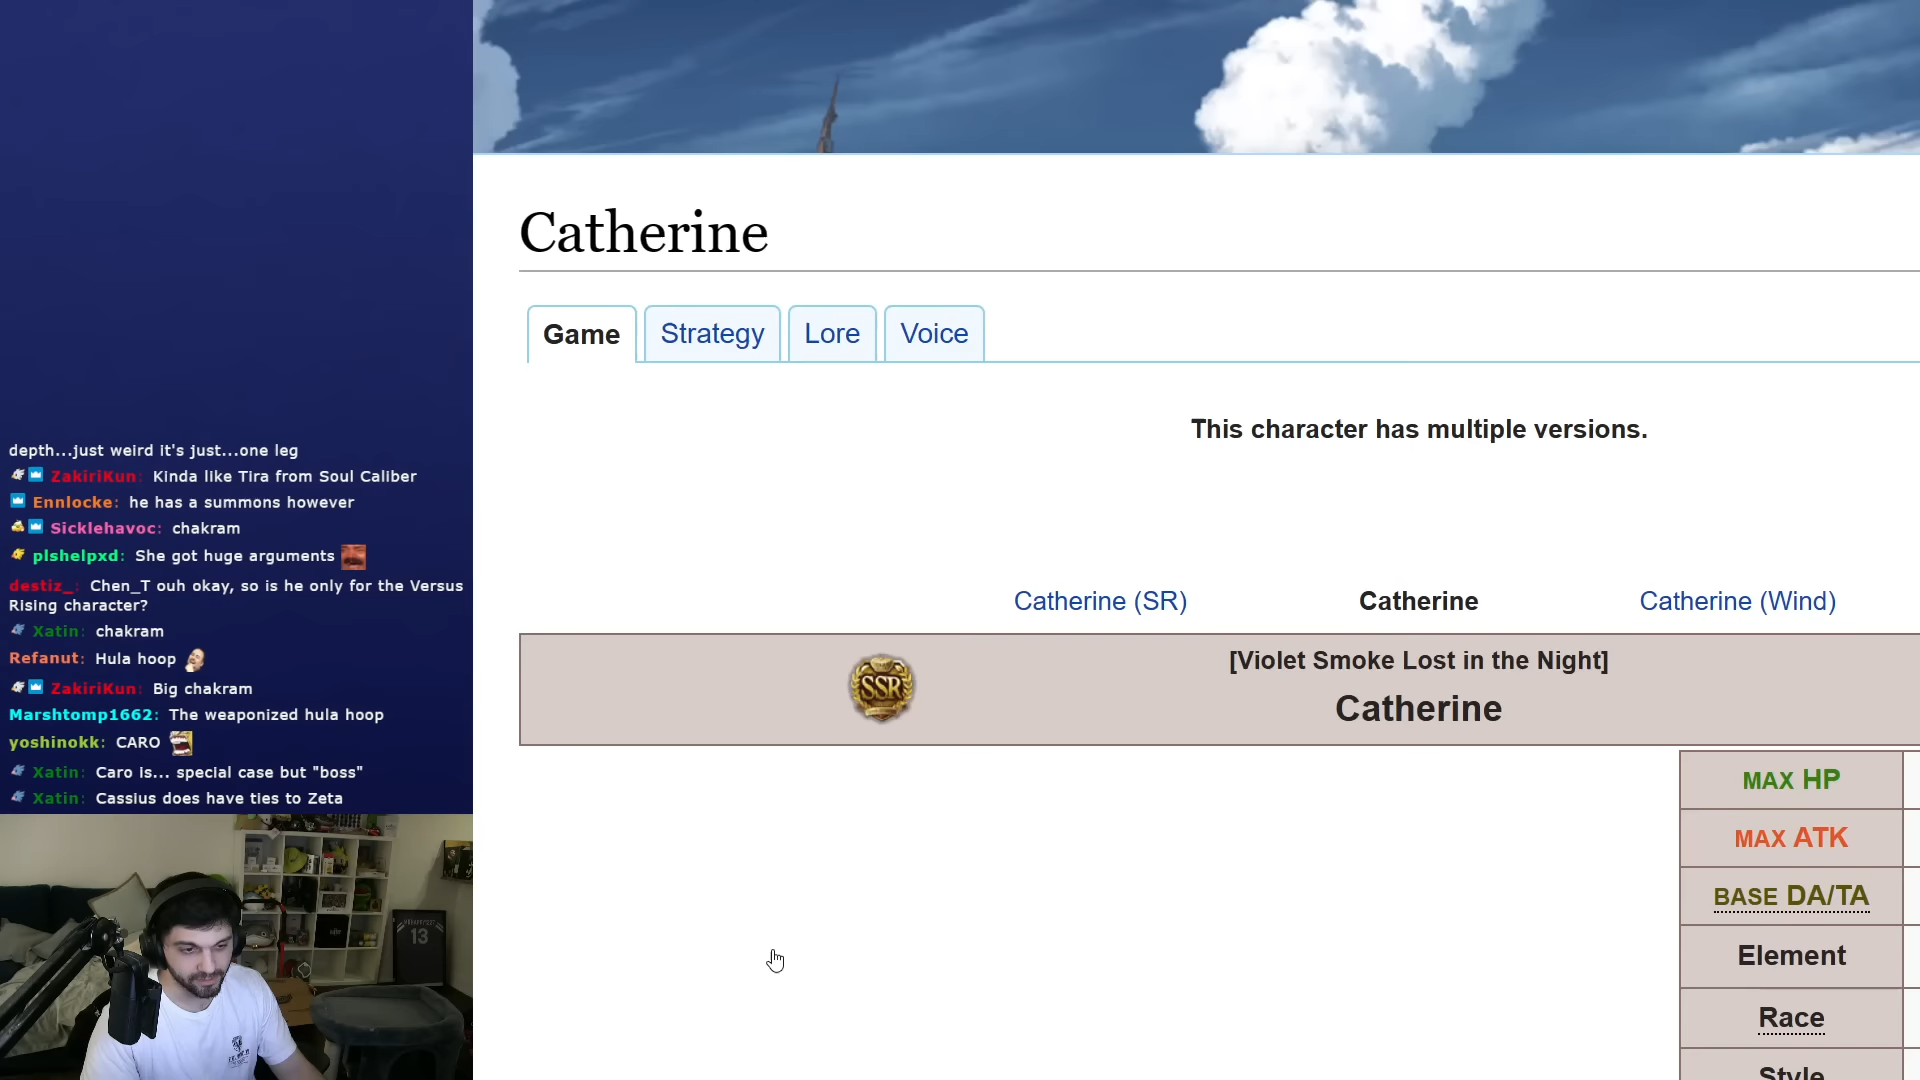 depth...just weird it's just...one leg
ZakiriKun: Kinda like Tira from Soul Caliber
Ennlocke: he has a summons however
Sicklehavoc: chakram
plshelpxd: She got huge arguments
destiz_: Chen_T ouh okay, so is he only for the Versus
Rising character?
Xatin: chakram
Refanut: Hula hoop
ZakiriKun: Big chakram
Marshtomp1662: The weaponized hula hoop
yoshinokk: CARO
Xatin: Caro is... special case but "boss"
Xatin: Cassius does have ties to Zeta
13
Catherine
Game
Strategy
Lore
Voice
This character has multiple versions.
Catherine (SR)
Catherine
Catherine (Wind)
SSR
[Violet Smoke Lost in the Night]
Catherine
MAX HP
MAX ATK
BASE DA/TA
Element
Race
Style